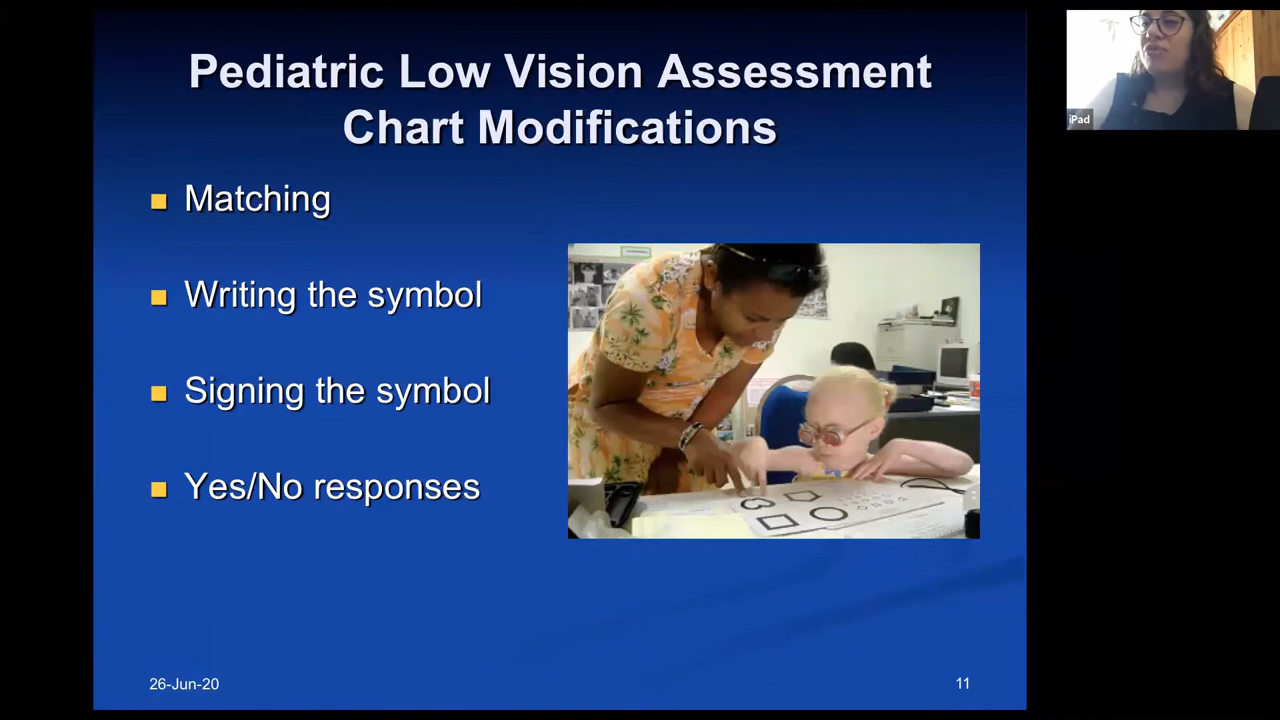 Pediatric Low Vision Assessment
Chart Modifications
Matching
Writing the symbol
Signing the symbol
Yes/No responses
26-Jun-20
11
iPad